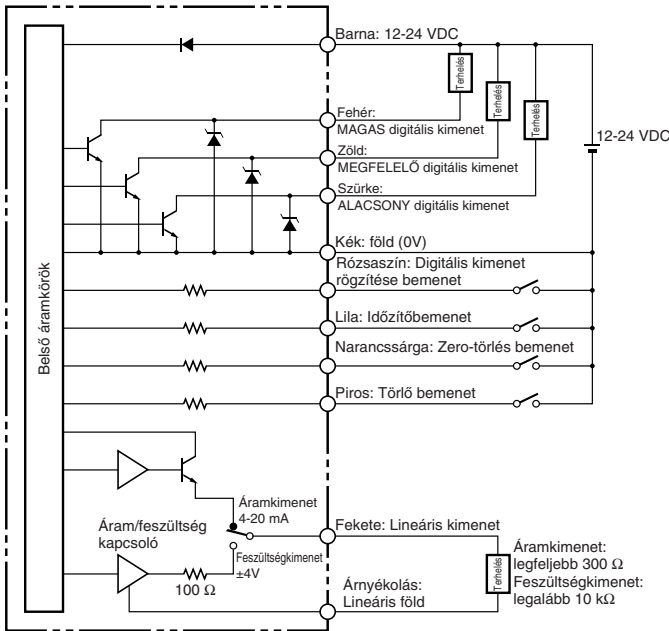 Barna: 12-24 VDC
Terhelés
Terhelés
Terhelés
Fehér:
MAGAS digitális kimenet
12-24 VDC
Zöld:
MEGFELELŐ digitális kimenet
Szürke:
ALACSONY digitális kimenet
Kék: föld (0V)
Rózsaszín: Digitális kimenet
rögzítése bemenet
Belső áramkörök
Lila: Időzítőbemenet
Narancssárga: Zero-törlés bemenet
Piros: Törlő bemenet
Áramkimenet
4-20 mA
Áram/feszültség
kapcsoló
Fekete: Lineáris kimenet
Feszültségkimenet
±4V
100 Ω
Terhelés
Áramkimenet:
legfeljebb 300 Ω
Feszültségkimenet:
legalább 10 kΩ
Árnyékolás:
Lineáris föld